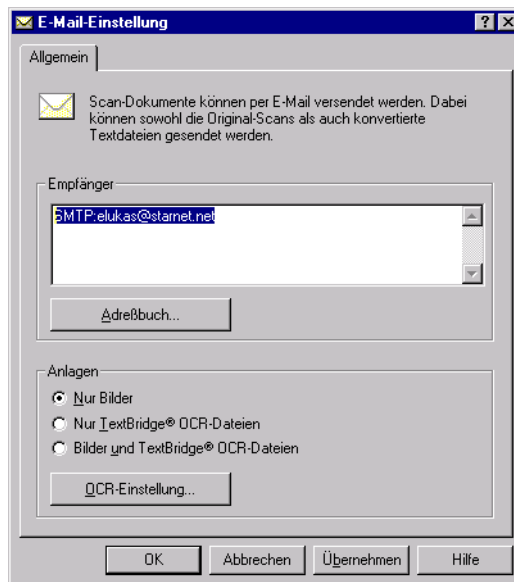 E-Mail-Einstellung
Allgemein
Scan-Dokumente können per E-Mail versendet werden. Dabei
können sowohl die Original-Scans als auch konvertierte
Textdateien gesendet werden.
Empfänger
SMTP:elukas@starnet.net
Adreßbuch...
Anlagen
Nur Bilder
Nur TextBridge® OCR-Dateien
Bilder und TextBridge® OCR-Dateien
OCR-Einstellung...
OK Abbrechen Übernehmen Hilfe